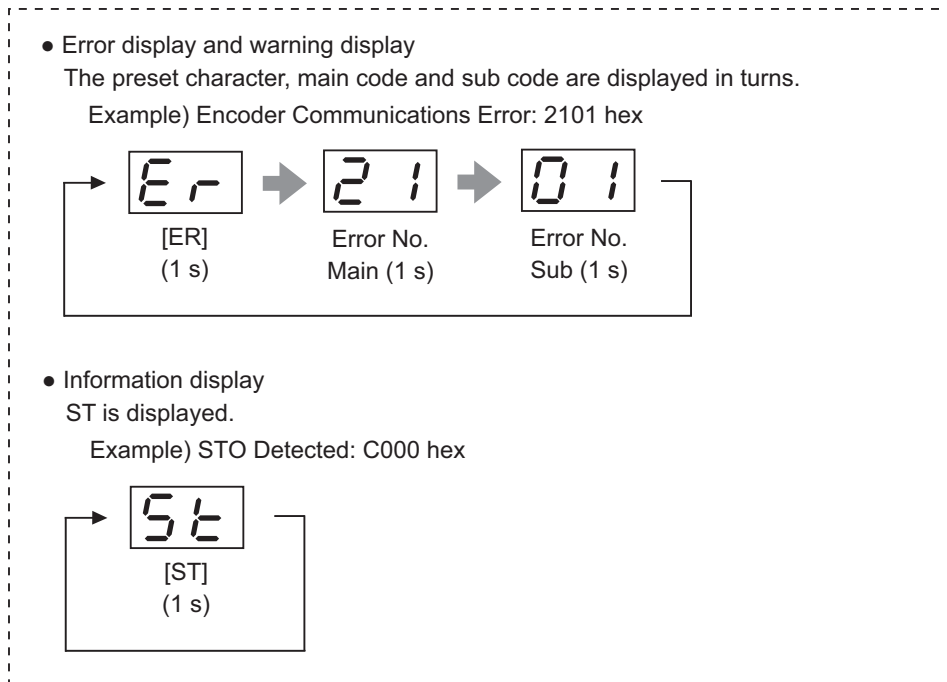 ● Error display and warning display
The preset character, main code and sub code are displayed in turns.
Example) Encoder Communications Error: 2101 hex
Er 21 01
[ER] Error No. Error No.
(1 s) Main (1 s) Sub (1 s)
● Information display
ST is displayed.
Example) STO Detected: C000 hex
St
[ST]
(1 s)